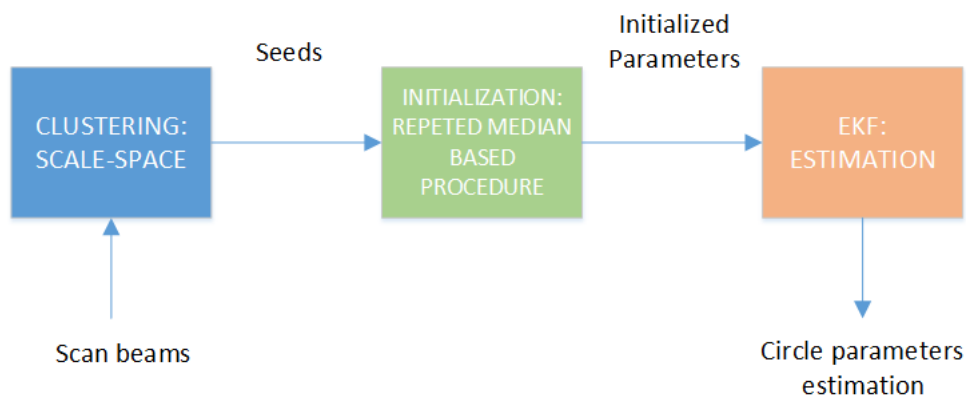 Seeds
Initialized
Parameters
CLUSTERING:
SCALE-SPACE
INITIALIZATION:
REPETED MEDIAN
BASED
PROCEDURE
EKF:
ESTIMATION
Scan beams
Circle parameters
estimation